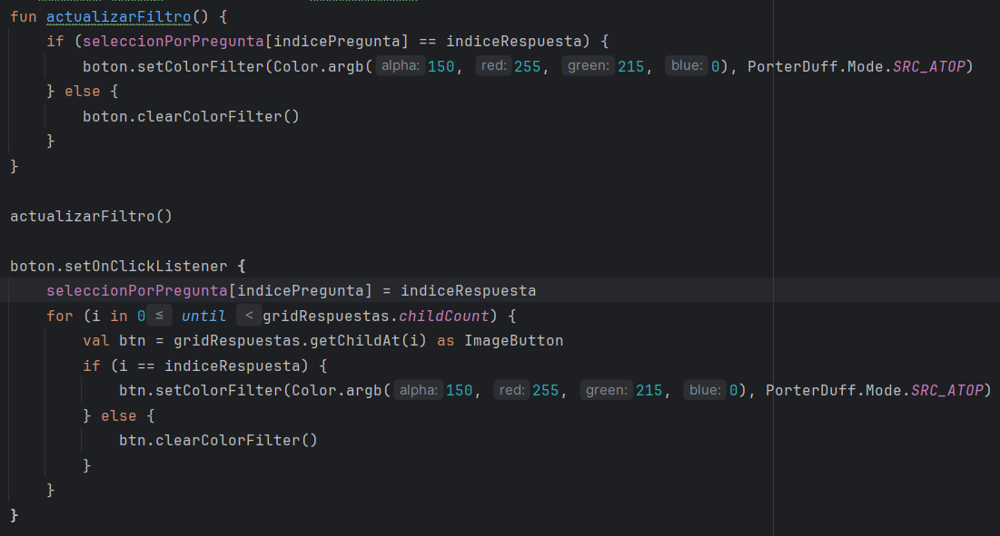 fun actualizarFiltro() {
    if (seleccionPorPregunta[indicePregunta] == indiceRespuesta) {
        boton.setColorFilter(Color.argb( alpha: 150, red: 255, green: 215, blue: 0), PorterDuff.Mode.SRC_ATOP)
    } else {
        boton.clearColorFilter()
    }
}
actualizarFiltro()
boton.setOnClickListener {
    seleccionPorPregunta[indicePregunta] = indiceRespuesta
    for (i in 0 ≤ until < gridRespuestas.childCount) {
        val btn = gridRespuestas.getChildAt(i) as ImageButton
        if (i == indiceRespuesta) {
            btn.setColorFilter(Color.argb( alpha: 150, red: 255, green: 215, blue: 0), PorterDuff.Mode.SRC_ATOP)
        } else {
            btn.clearColorFilter()
        }
    }
}